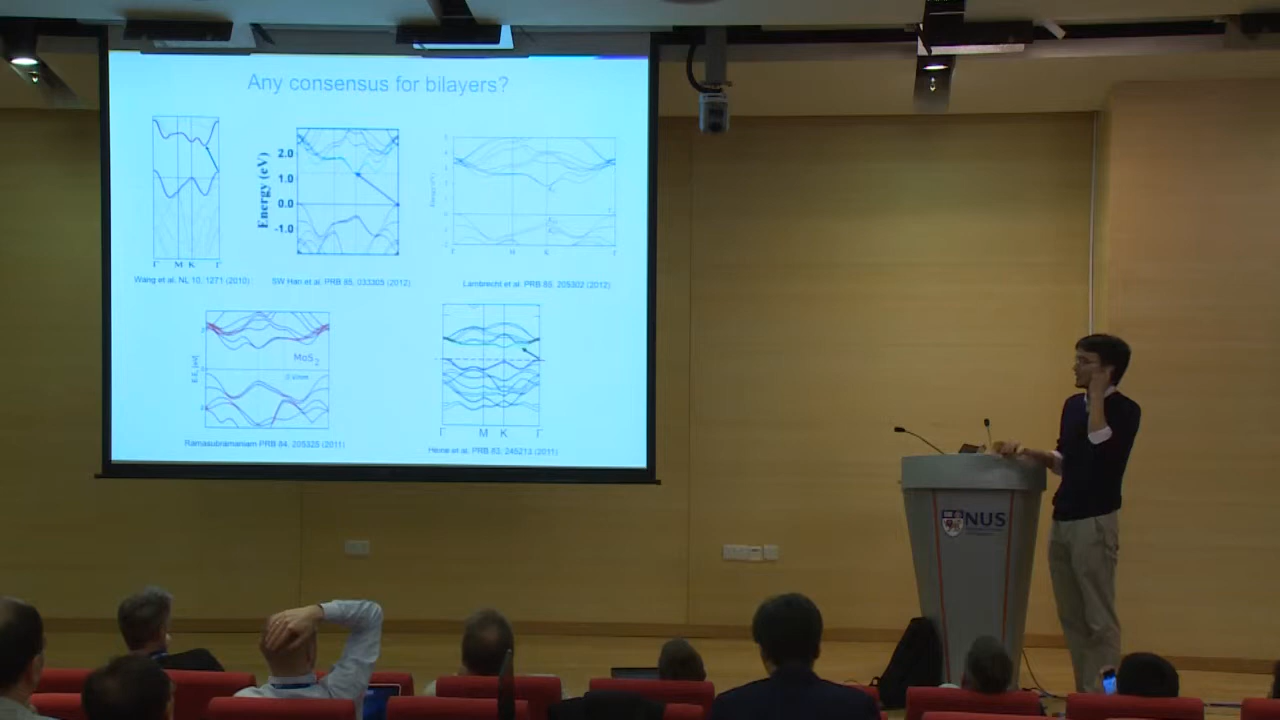 Any consensus for bilayers?
Energy (eV)
2.0
1.0
0.0
-1.0
Γ M K Γ
Wang et al. NL 10, 1271 (2010)
SW Han et al. PRB 85, 033305 (2012)
Lambrecht et al. PRB 85, 205302 (2012)
MoS2
Γ M K Γ
Ramasubramaniam PRB 84, 205325 (2011)
Heine et al. PRB 83, 245213 (2011)
NUS